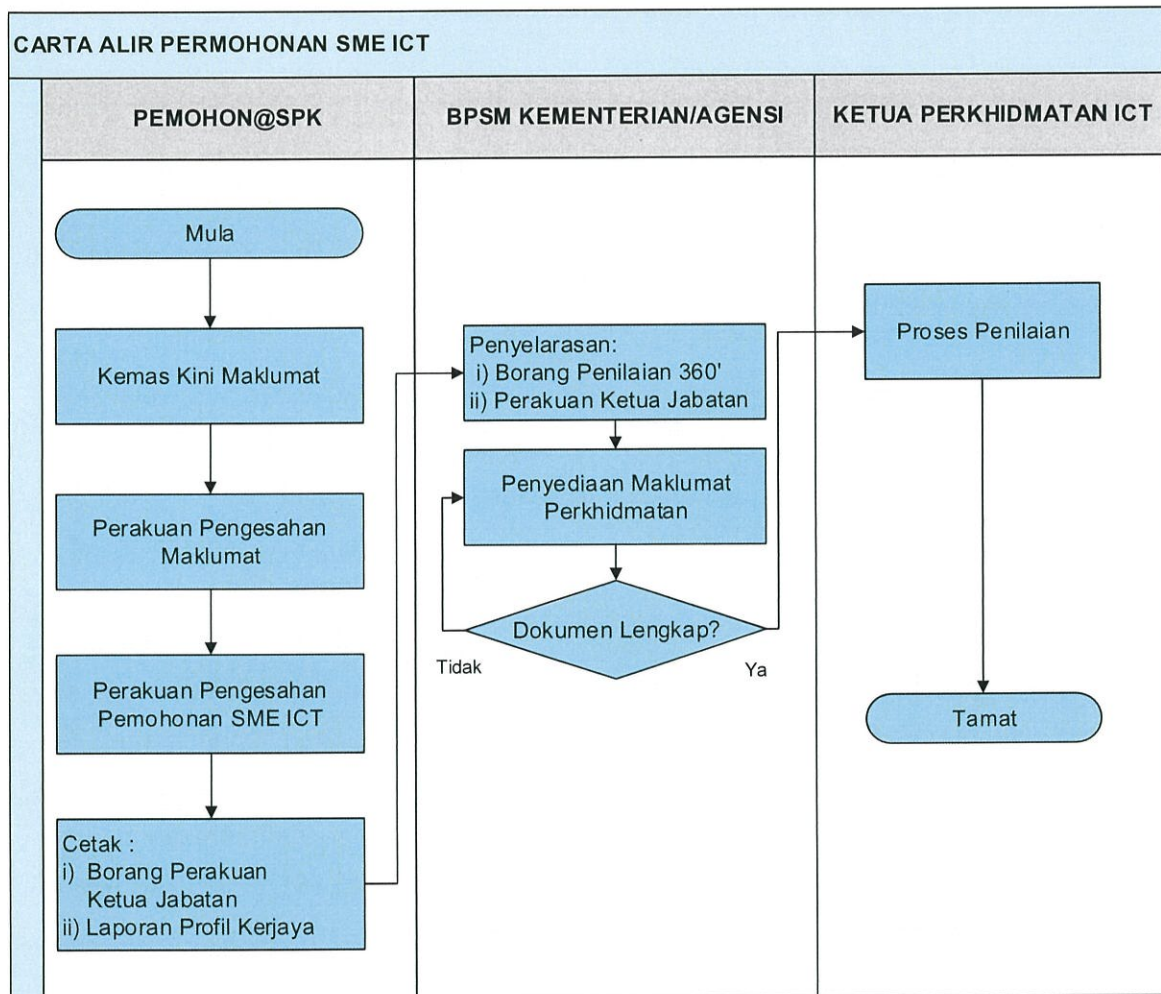 CARTA ALIR PERMOHONAN SME ICT
PEMOHON@SPK
BPSM KEMENTERIAN/AGENSI
KETUA PERKHIDMATAN ICT
Mula
Kemas Kini Maklumat
Perakuan Pengesahan
Maklumat
Perakuan Pengesahan
Pemohonan SME ICT
Cetak :
i) Borang Perakuan
Ketua Jabatan
ii) Laporan Profil Kerjaya
Penyelarasan:
i) Borang Penilaian 360'
ii) Perakuan Ketua Jabatan
Penyediaan Maklumat
Perkhidmatan
Dokumen Lengkap?
Tidak
Ya
Proses Penilaian
Tamat